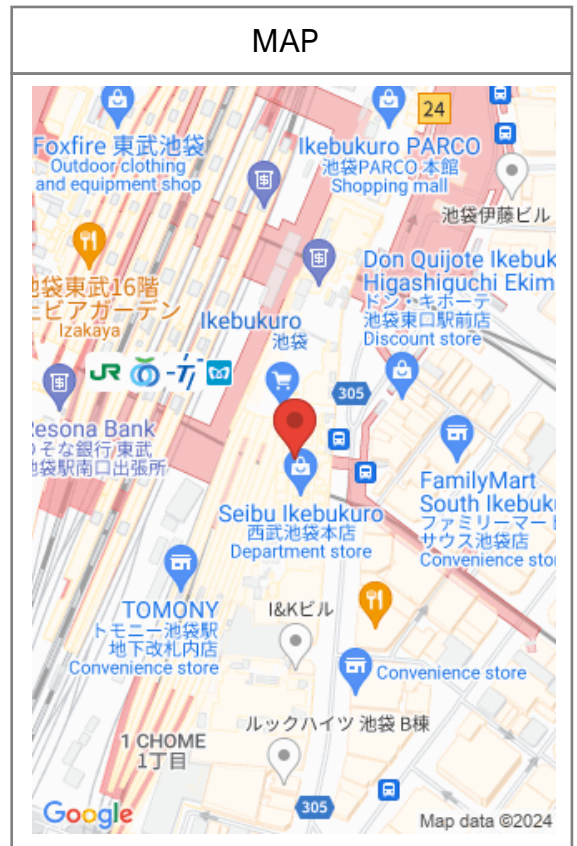 MAP
24
Foxfire 東武池袋
Outdoor clothing
and equipment shop
Ikebukuro PARCO
池袋PARCO 本館
Shopping mall
池袋伊藤ビル
池袋東武16階
ビアガーデン
Izakaya
Don Quijote Ikebuk
Higashiguchi Ekim
ドン・キホーテ
池袋東口駅前店
Discount store
Ikebukuro
池袋
JR
305
Resona Bank
りそな銀行 東武
池袋駅南口出張所
FamilyMart
South Ikebuku
ファミリーマート
サウス池袋店
Convenience sto
Seibu Ikebukuro
西武池袋本店
Department store
TOMONY
トモニー池袋駅
地下改札内店
Convenience store
I&Kビル
Convenience store
ルックハイツ 池袋 B棟
1 CHOME
1丁目
305
Google
Map data ©2024